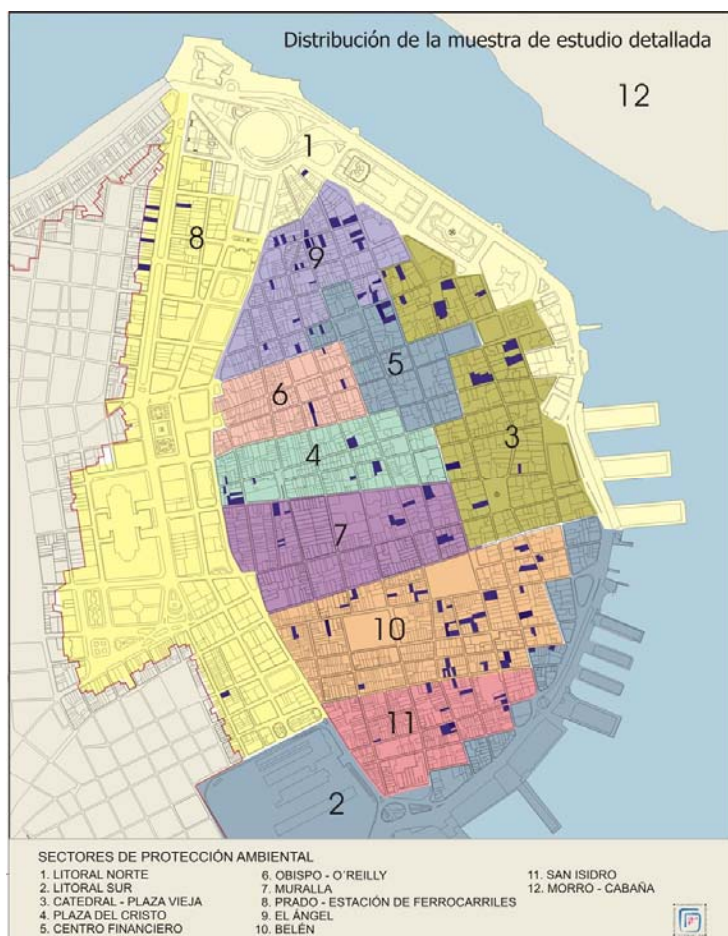 Distribución de la muestra de estudio detallada
12
1
8
9
5
6
3
4
7
10
11
2
SECTORES DE PROTECCIÓN AMBIENTAL
1. LITORAL NORTE
2. LITORAL SUR
3. CATEDRAL - PLAZA VIEJA
4. PLAZA DEL CRISTO
5. CENTRO FINANCIERO
6. OBISPO - O´REILLY
7. MURALLA
8. PRADO - ESTACIÓN DE FERROCARRILES
9. EL ÁNGEL
10. BELÉN
11. SAN ISIDRO
12. MORRO - CABAÑA